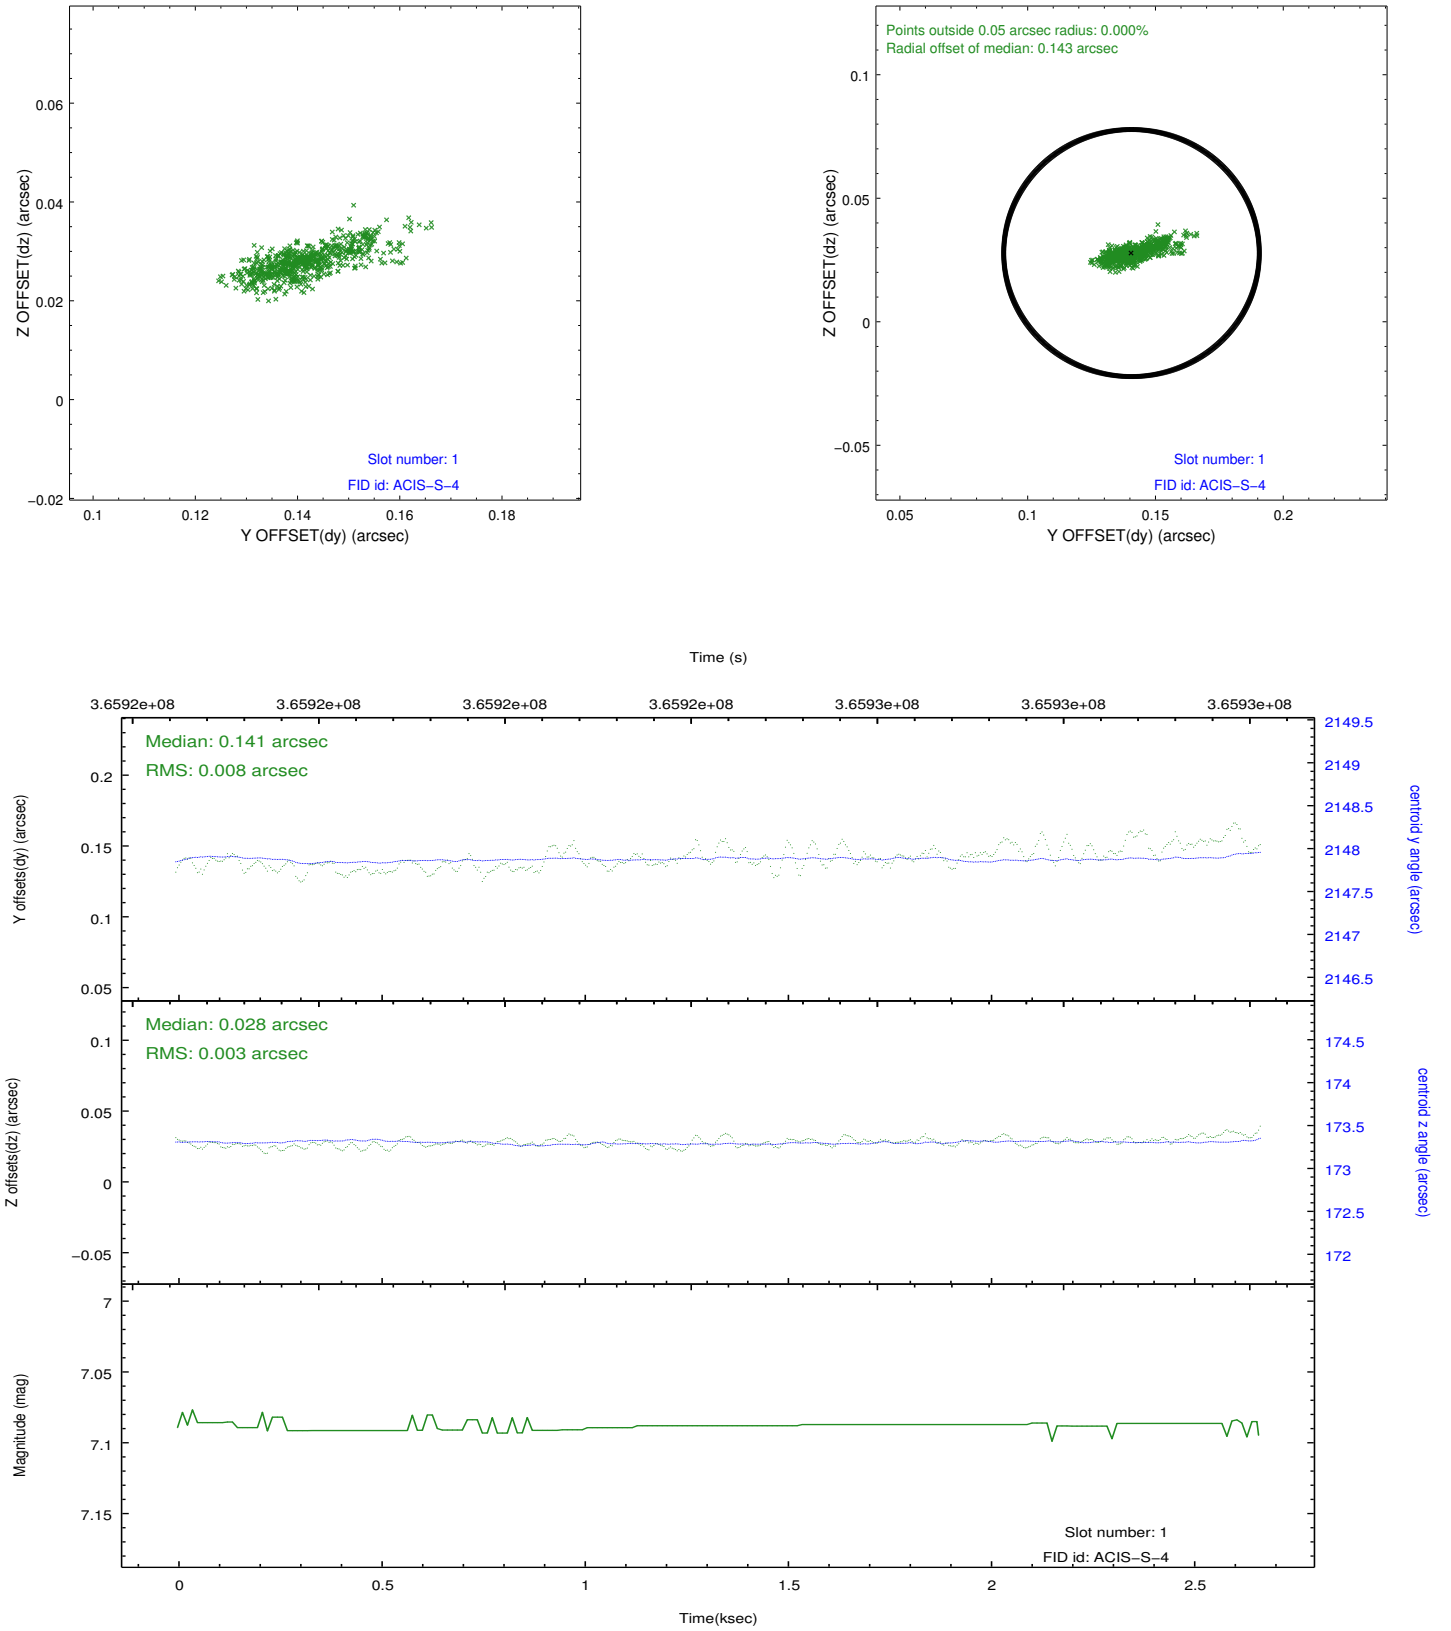 0.06
0.04
0.02
0
−0.02
0.1
0.12
0.14
0.16
0.18
Z OFFSET(dz) (arcsec)
Y OFFSET(dy) (arcsec)
Slot number: 1
FID id: ACIS−S−4
Points outside 0.05 arcsec radius: 0.000%
Radial offset of median: 0.143 arcsec
0.1
0.05
0
−0.05
0.05
0.1
0.15
0.2
Z OFFSET(dz) (arcsec)
Y OFFSET(dy) (arcsec)
Slot number: 1
FID id: ACIS−S−4
Time (s)
3.6592e+08
3.6592e+08
3.6592e+08
3.6592e+08
3.6593e+08
3.6593e+08
3.6593e+08
Median: 0.141 arcsec
RMS: 0.008 arcsec
0.2
0.15
0.1
0.05
Y offsets(dy) (arcsec)
2149.5
2149
2148.5
2148
2147.5
2147
2146.5
centroid y angle (arcsec)
Median: 0.028 arcsec
RMS: 0.003 arcsec
0.1
0.05
0
−0.05
Z offsets(dz) (arcsec)
174.5
174
173.5
173
172.5
172
centroid z angle (arcsec)
7
7.05
7.1
7.15
Magnitude (mag)
Slot number: 1
FID id: ACIS−S−4
0
0.5
1
1.5
2
2.5
Time(ksec)